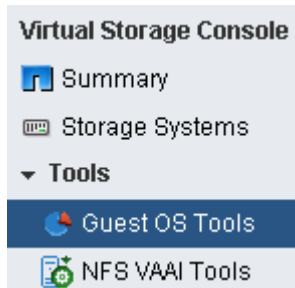 Virtual Storage Console
Summary
Storage Systems
Tools
Guest OS Tools
NFS VAAI Tools